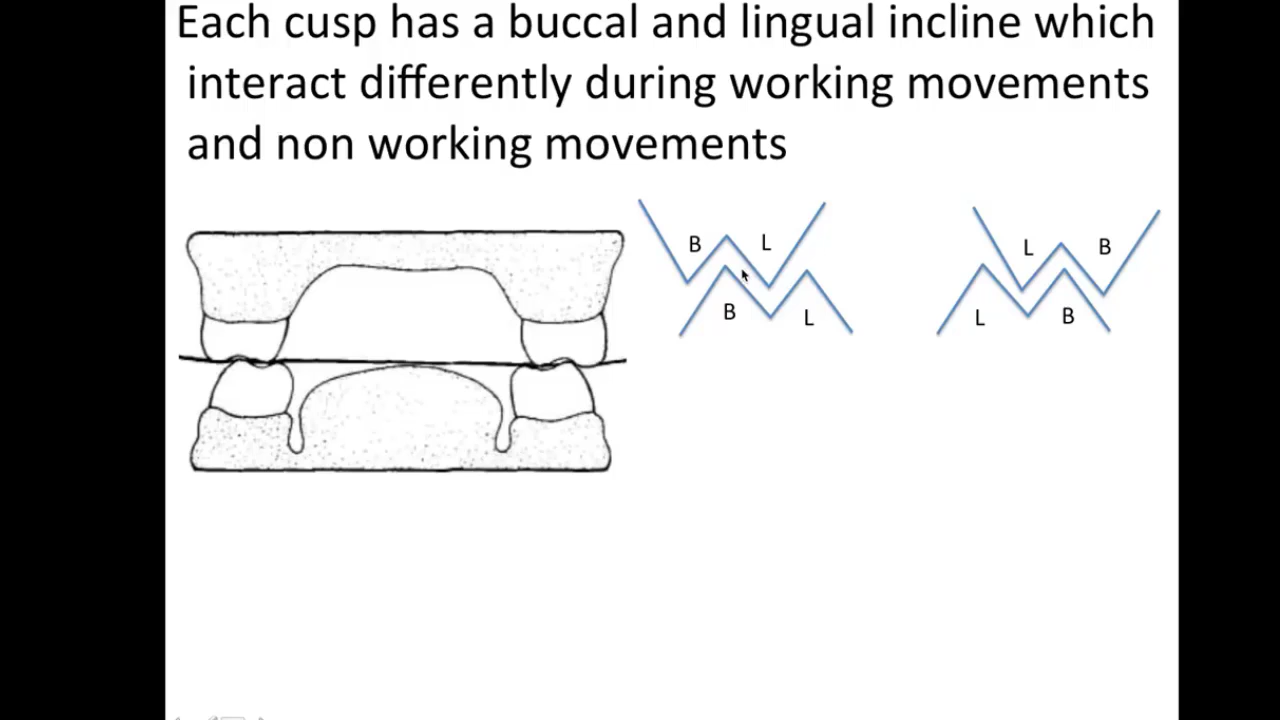 Each cusp has a buccal and lingual incline which
interact differently during working movements
and non working movements
B L
B L
L B
L B